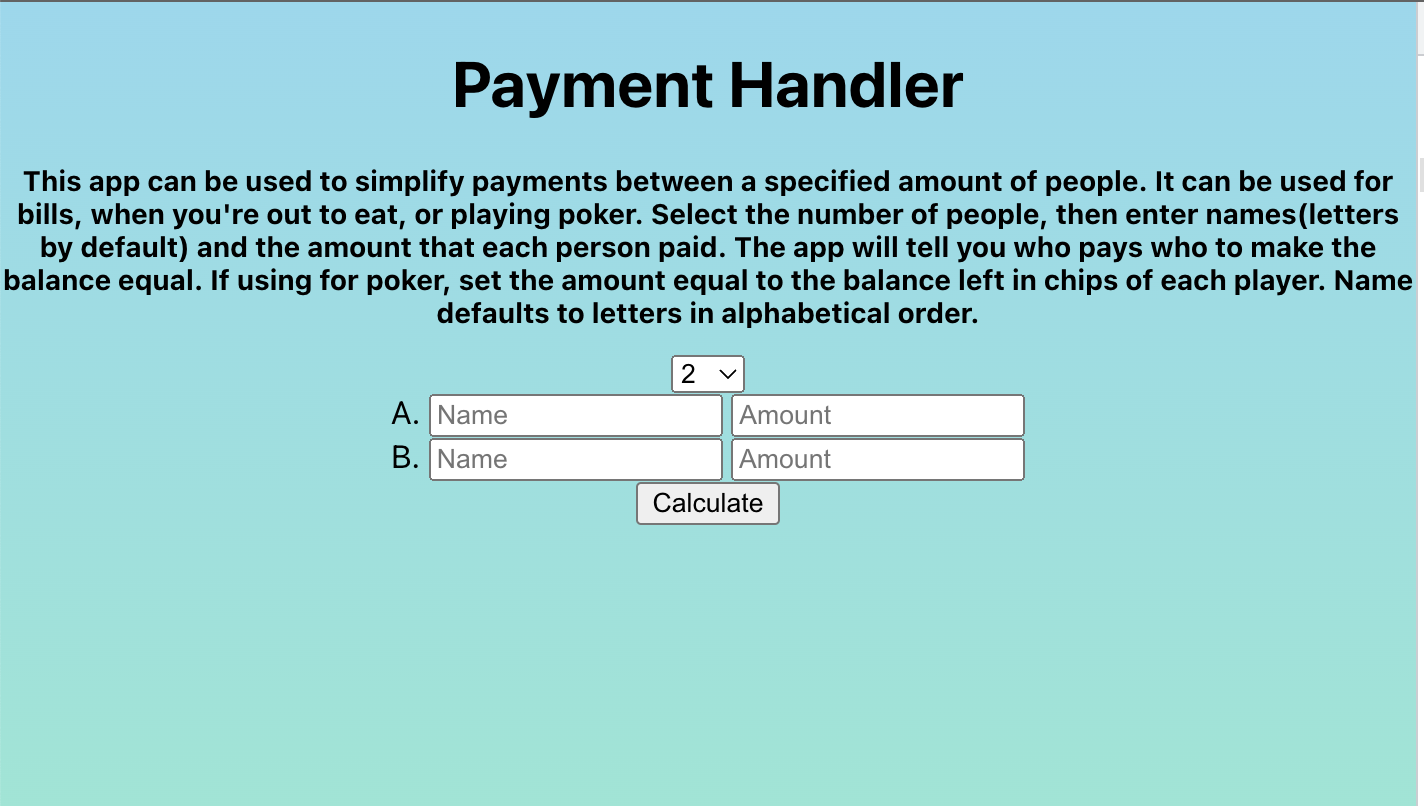 Payment Handler
This app can be used to simplify payments between a specified amount of people. It can be used for
bills, when you're out to eat, or playing poker. Select the number of people, then enter names(letters
by default) and the amount that each person paid. The app will tell you who pays who to make the
balance equal. If using for poker, set the amount equal to the balance left in chips of each player. Name
defaults to letters in alphabetical order.
2
A. Name Amount
B. Name Amount
Calculate